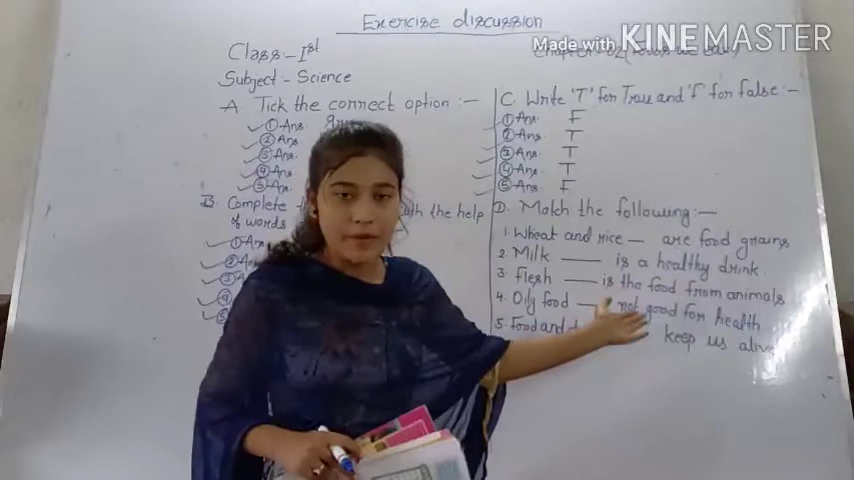 Exercise discussion
Made with KINEMASTER
Class:- Ist
Chapter - 02
Subject:- Science
A Tick the correct option :-
① Ans.
② Ans
③ Ans.
④ Ans
⑤ Ans.
B. Complete with the help
of words
① Ans
② Ans
③ Ans
④
⑤
C. Write 'T' for True and 'f' for false:-
① Ans. F
② Ans. T
③ Ans. T
④ Ans. T
⑤ Ans. F
D. Match the following:-
1. Wheat and rice — are food grains
2. Milk — is a healthy drink.
3. Flesh — is the food from animals
4. Oily food — not good for health
5. Food and keep us alive